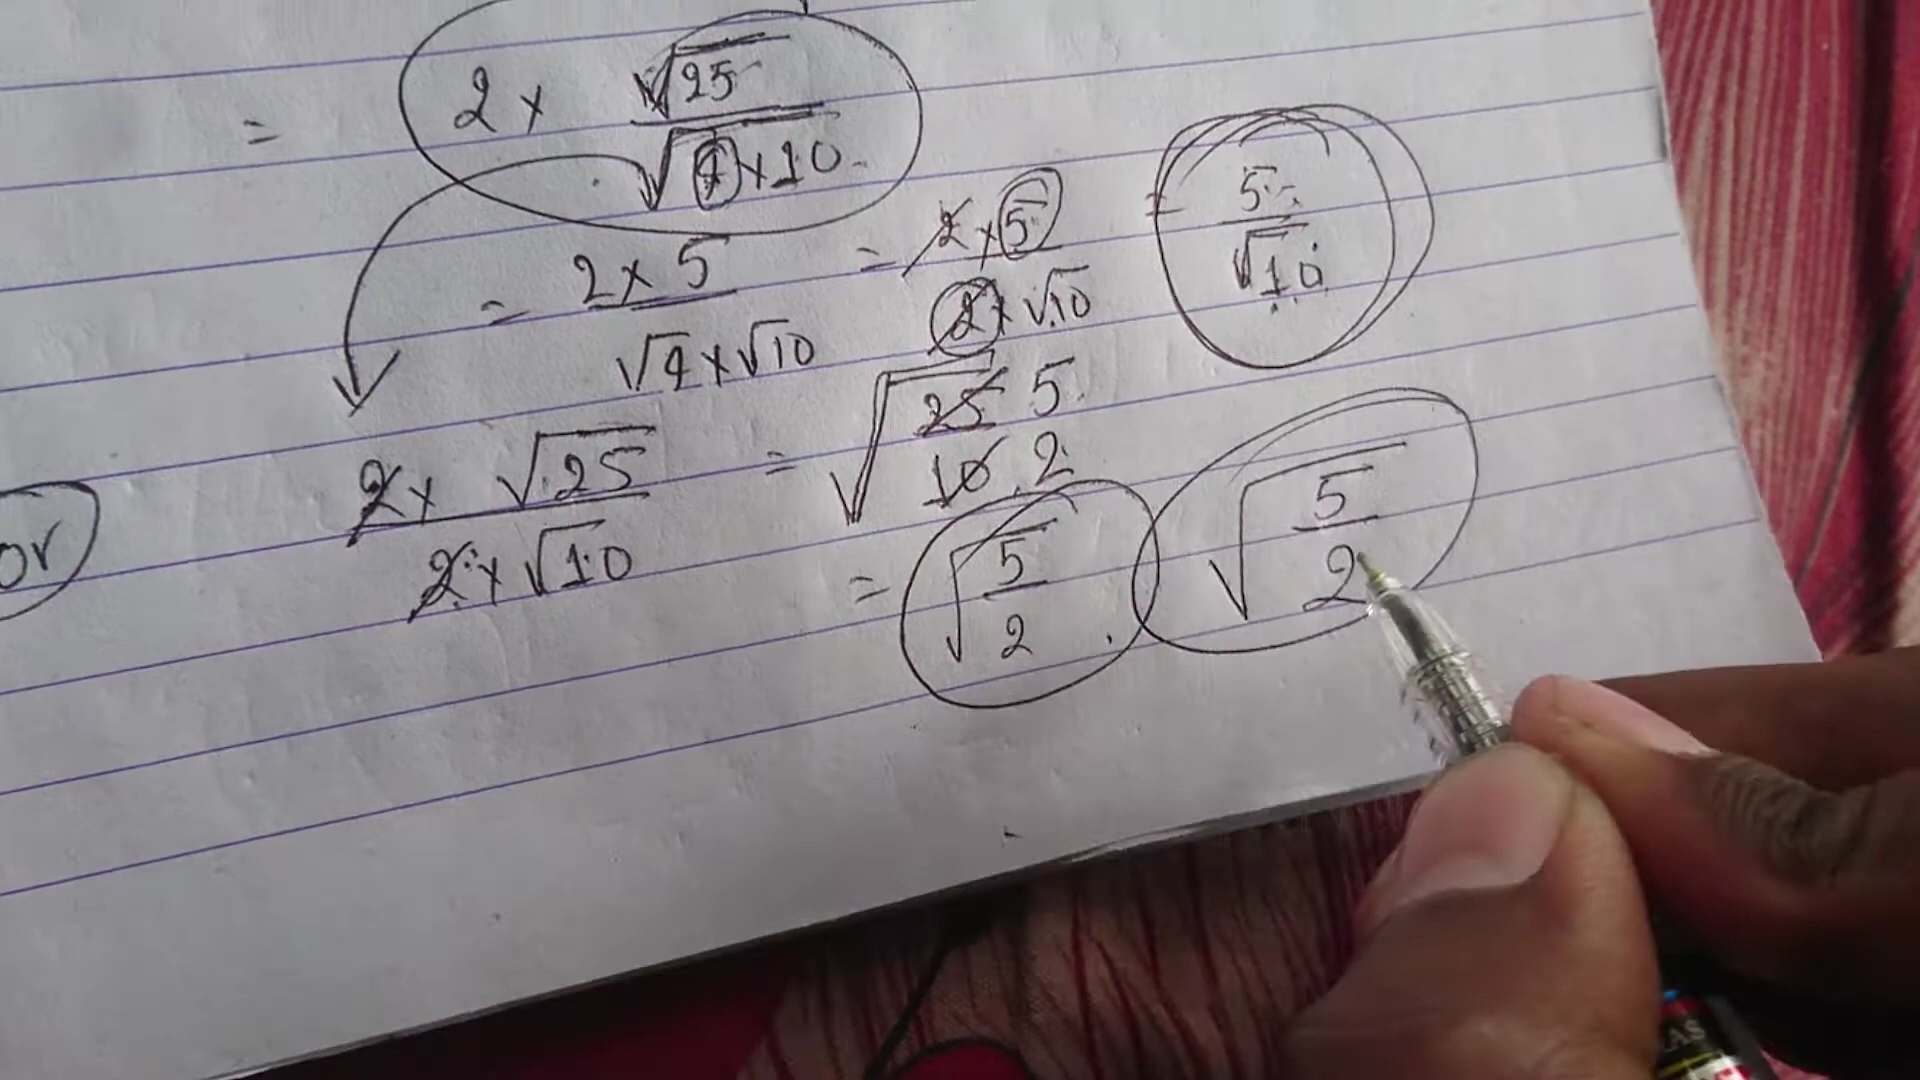 = 2 × √25 / √4×10
= 2 × 5 / √4 × √10 = 2 × 5 / 2 × √10 = 5 / √10
or 2 × √25 / 2 × √10 = √25 5 / 10 2
= √5/2 √5/2
AS